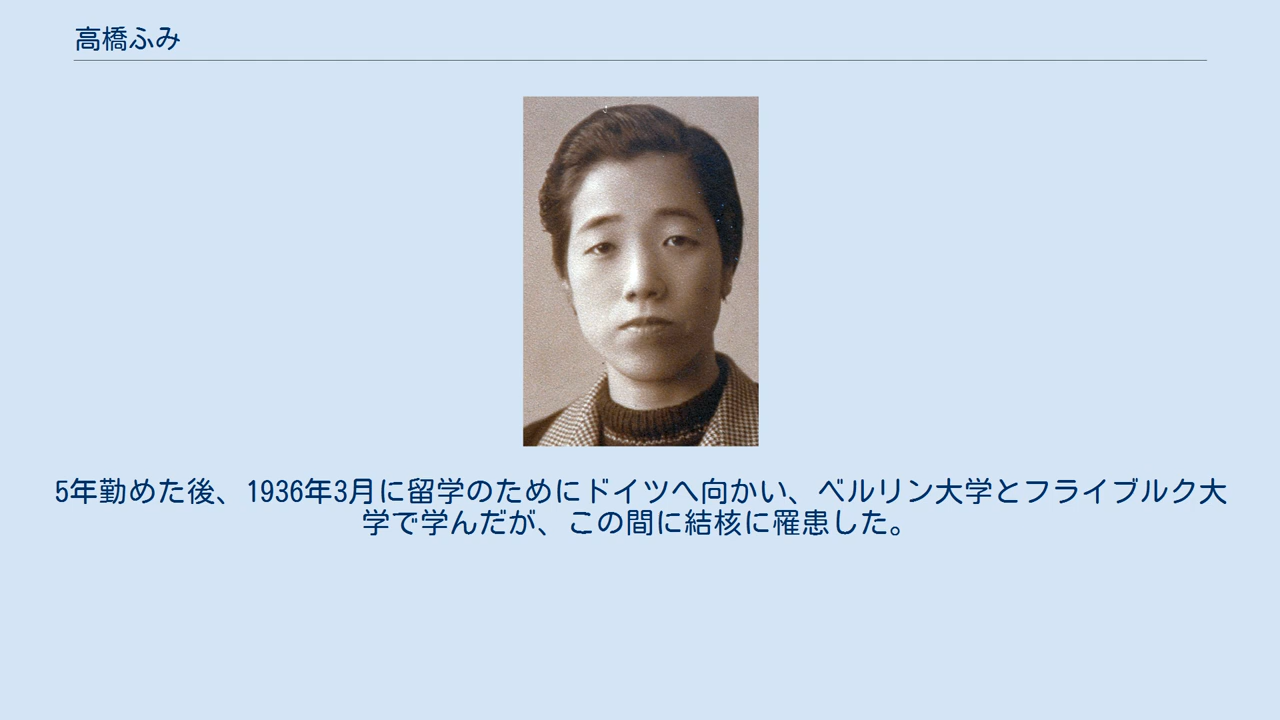 高橋ふみ
5年勤めた後、1936年3月に留学のためにドイツへ向かい、ベルリン大学とフライブルク大
学で学んだが、この間に結核に罹患した。